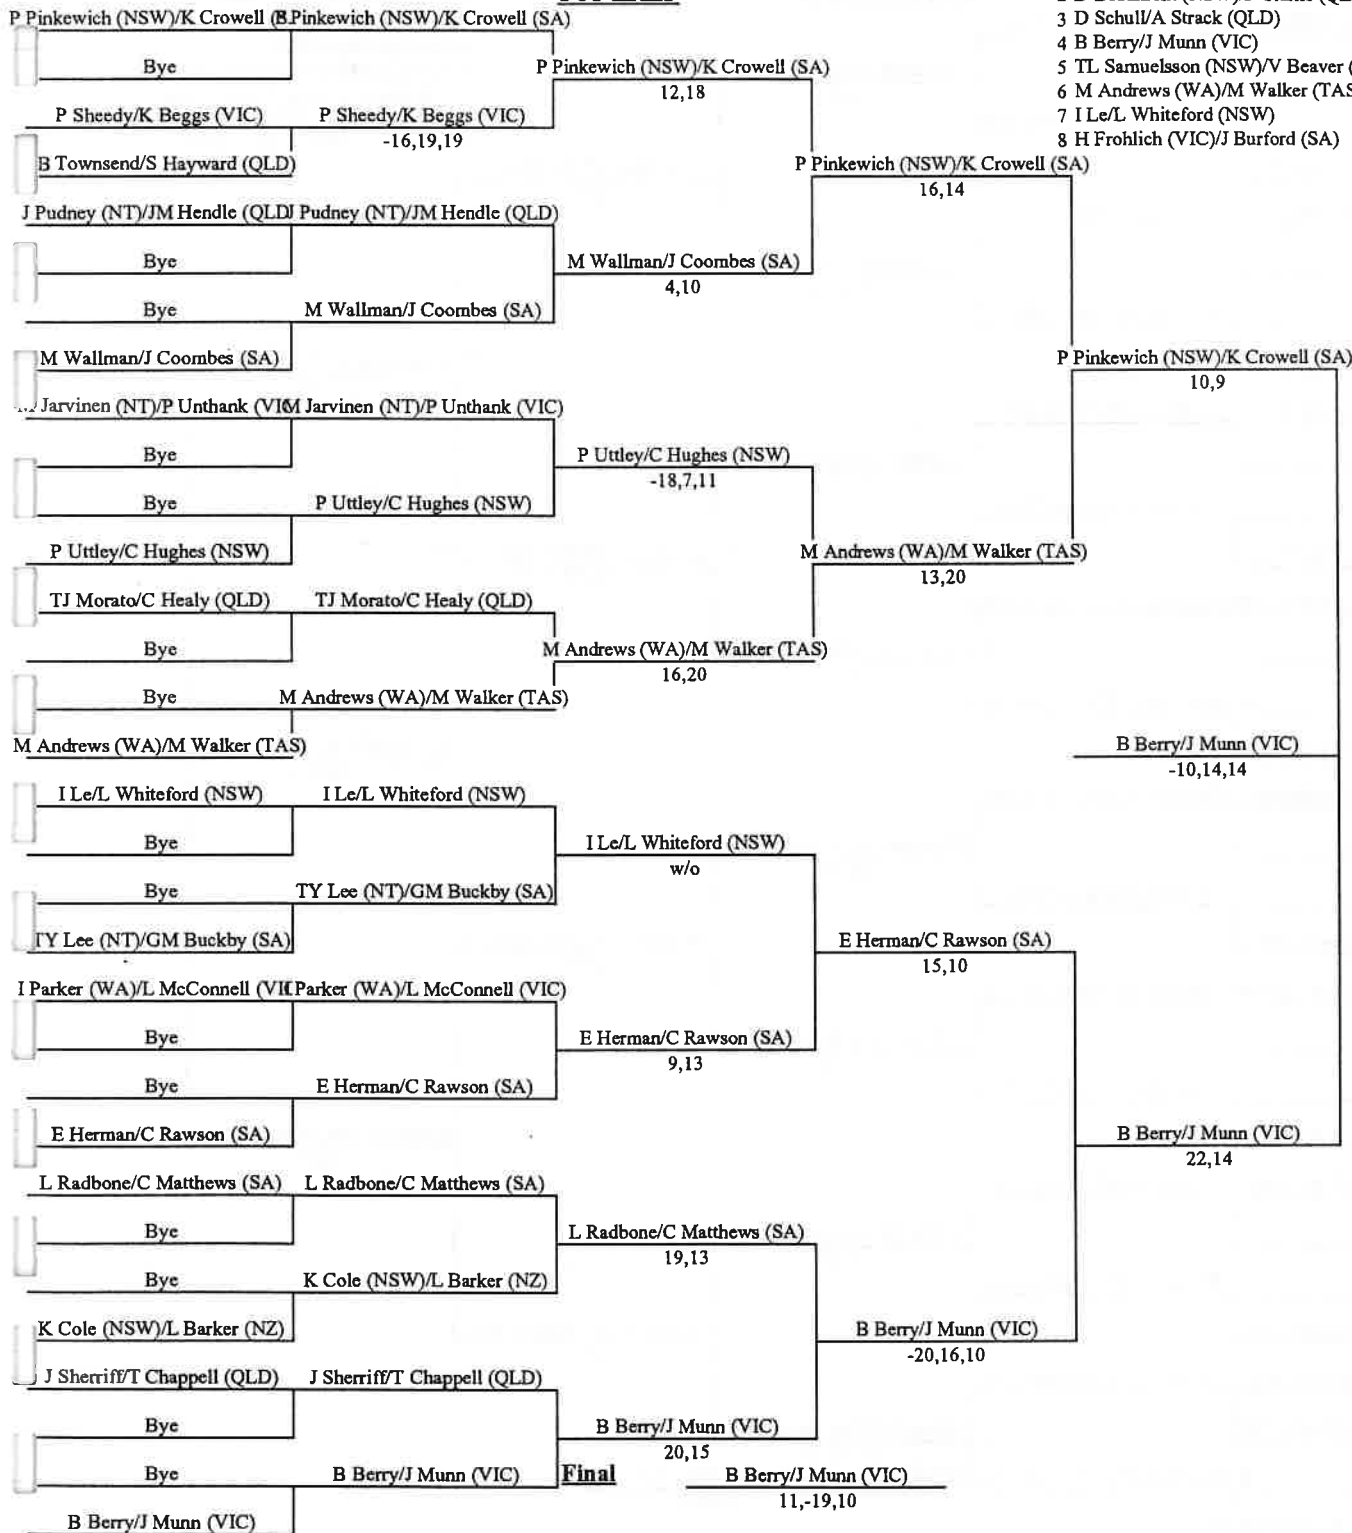 3 D Schull/A Strack (QLD)
4 B Berry/J Munn (VIC)
5 TL Samuelsson (NSW)/V Beaver (
6 M Andrews (WA)/M Walker (TAS
7 I Le/L Whiteford (NSW)
8 H Frohlich (VIC)/J Burford (SA)
P Pinkewich (NSW)/K Crowell (S
P Pinkewich (NSW)/K Crowell (SA)
Bye
P Pinkewich (NSW)/K Crowell (SA)
12,18
P Sheedy/K Beggs (VIC)
P Sheedy/K Beggs (VIC)
-16,19,19
B Townsend/S Hayward (QLD)
P Pinkewich (NSW)/K Crowell (SA)
16,14
J Pudney (NT)/JM Hendle (QLD)
J Pudney (NT)/JM Hendle (QLD)
Bye
M Wallman/J Coombes (SA)
4,10
Bye
M Wallman/J Coombes (SA)
M Wallman/J Coombes (SA)
P Pinkewich (NSW)/K Crowell (SA)
10,9
Jarvinen (NT)/P Unthank (VIC
M Jarvinen (NT)/P Unthank (VIC)
Bye
P Uttley/C Hughes (NSW)
-18,7,11
Bye
P Uttley/C Hughes (NSW)
P Uttley/C Hughes (NSW)
M Andrews (WA)/M Walker (TAS)
13,20
TJ Morato/C Healy (QLD)
TJ Morato/C Healy (QLD)
Bye
M Andrews (WA)/M Walker (TAS)
16,20
Bye
M Andrews (WA)/M Walker (TAS)
M Andrews (WA)/M Walker (TAS)
B Berry/J Munn (VIC)
-10,14,14
I Le/L Whiteford (NSW)
I Le/L Whiteford (NSW)
Bye
I Le/L Whiteford (NSW)
w/o
Bye
TY Lee (NT)/GM Buckby (SA)
TY Lee (NT)/GM Buckby (SA)
E Herman/C Rawson (SA)
15,10
I Parker (WA)/L McConnell (VIC
Parker (WA)/L McConnell (VIC)
Bye
E Herman/C Rawson (SA)
9,13
Bye
E Herman/C Rawson (SA)
E Herman/C Rawson (SA)
B Berry/J Munn (VIC)
22,14
L Radbone/C Matthews (SA)
L Radbone/C Matthews (SA)
Bye
L Radbone/C Matthews (SA)
19,13
Bye
K Cole (NSW)/L Barker (NZ)
K Cole (NSW)/L Barker (NZ)
B Berry/J Munn (VIC)
-20,16,10
J Sherriff/T Chappell (QLD)
J Sherriff/T Chappell (QLD)
Bye
B Berry/J Munn (VIC)
20,15
Bye
B Berry/J Munn (VIC)
Final
B Berry/J Munn (VIC)
11,-19,10
B Berry/J Munn (VIC)